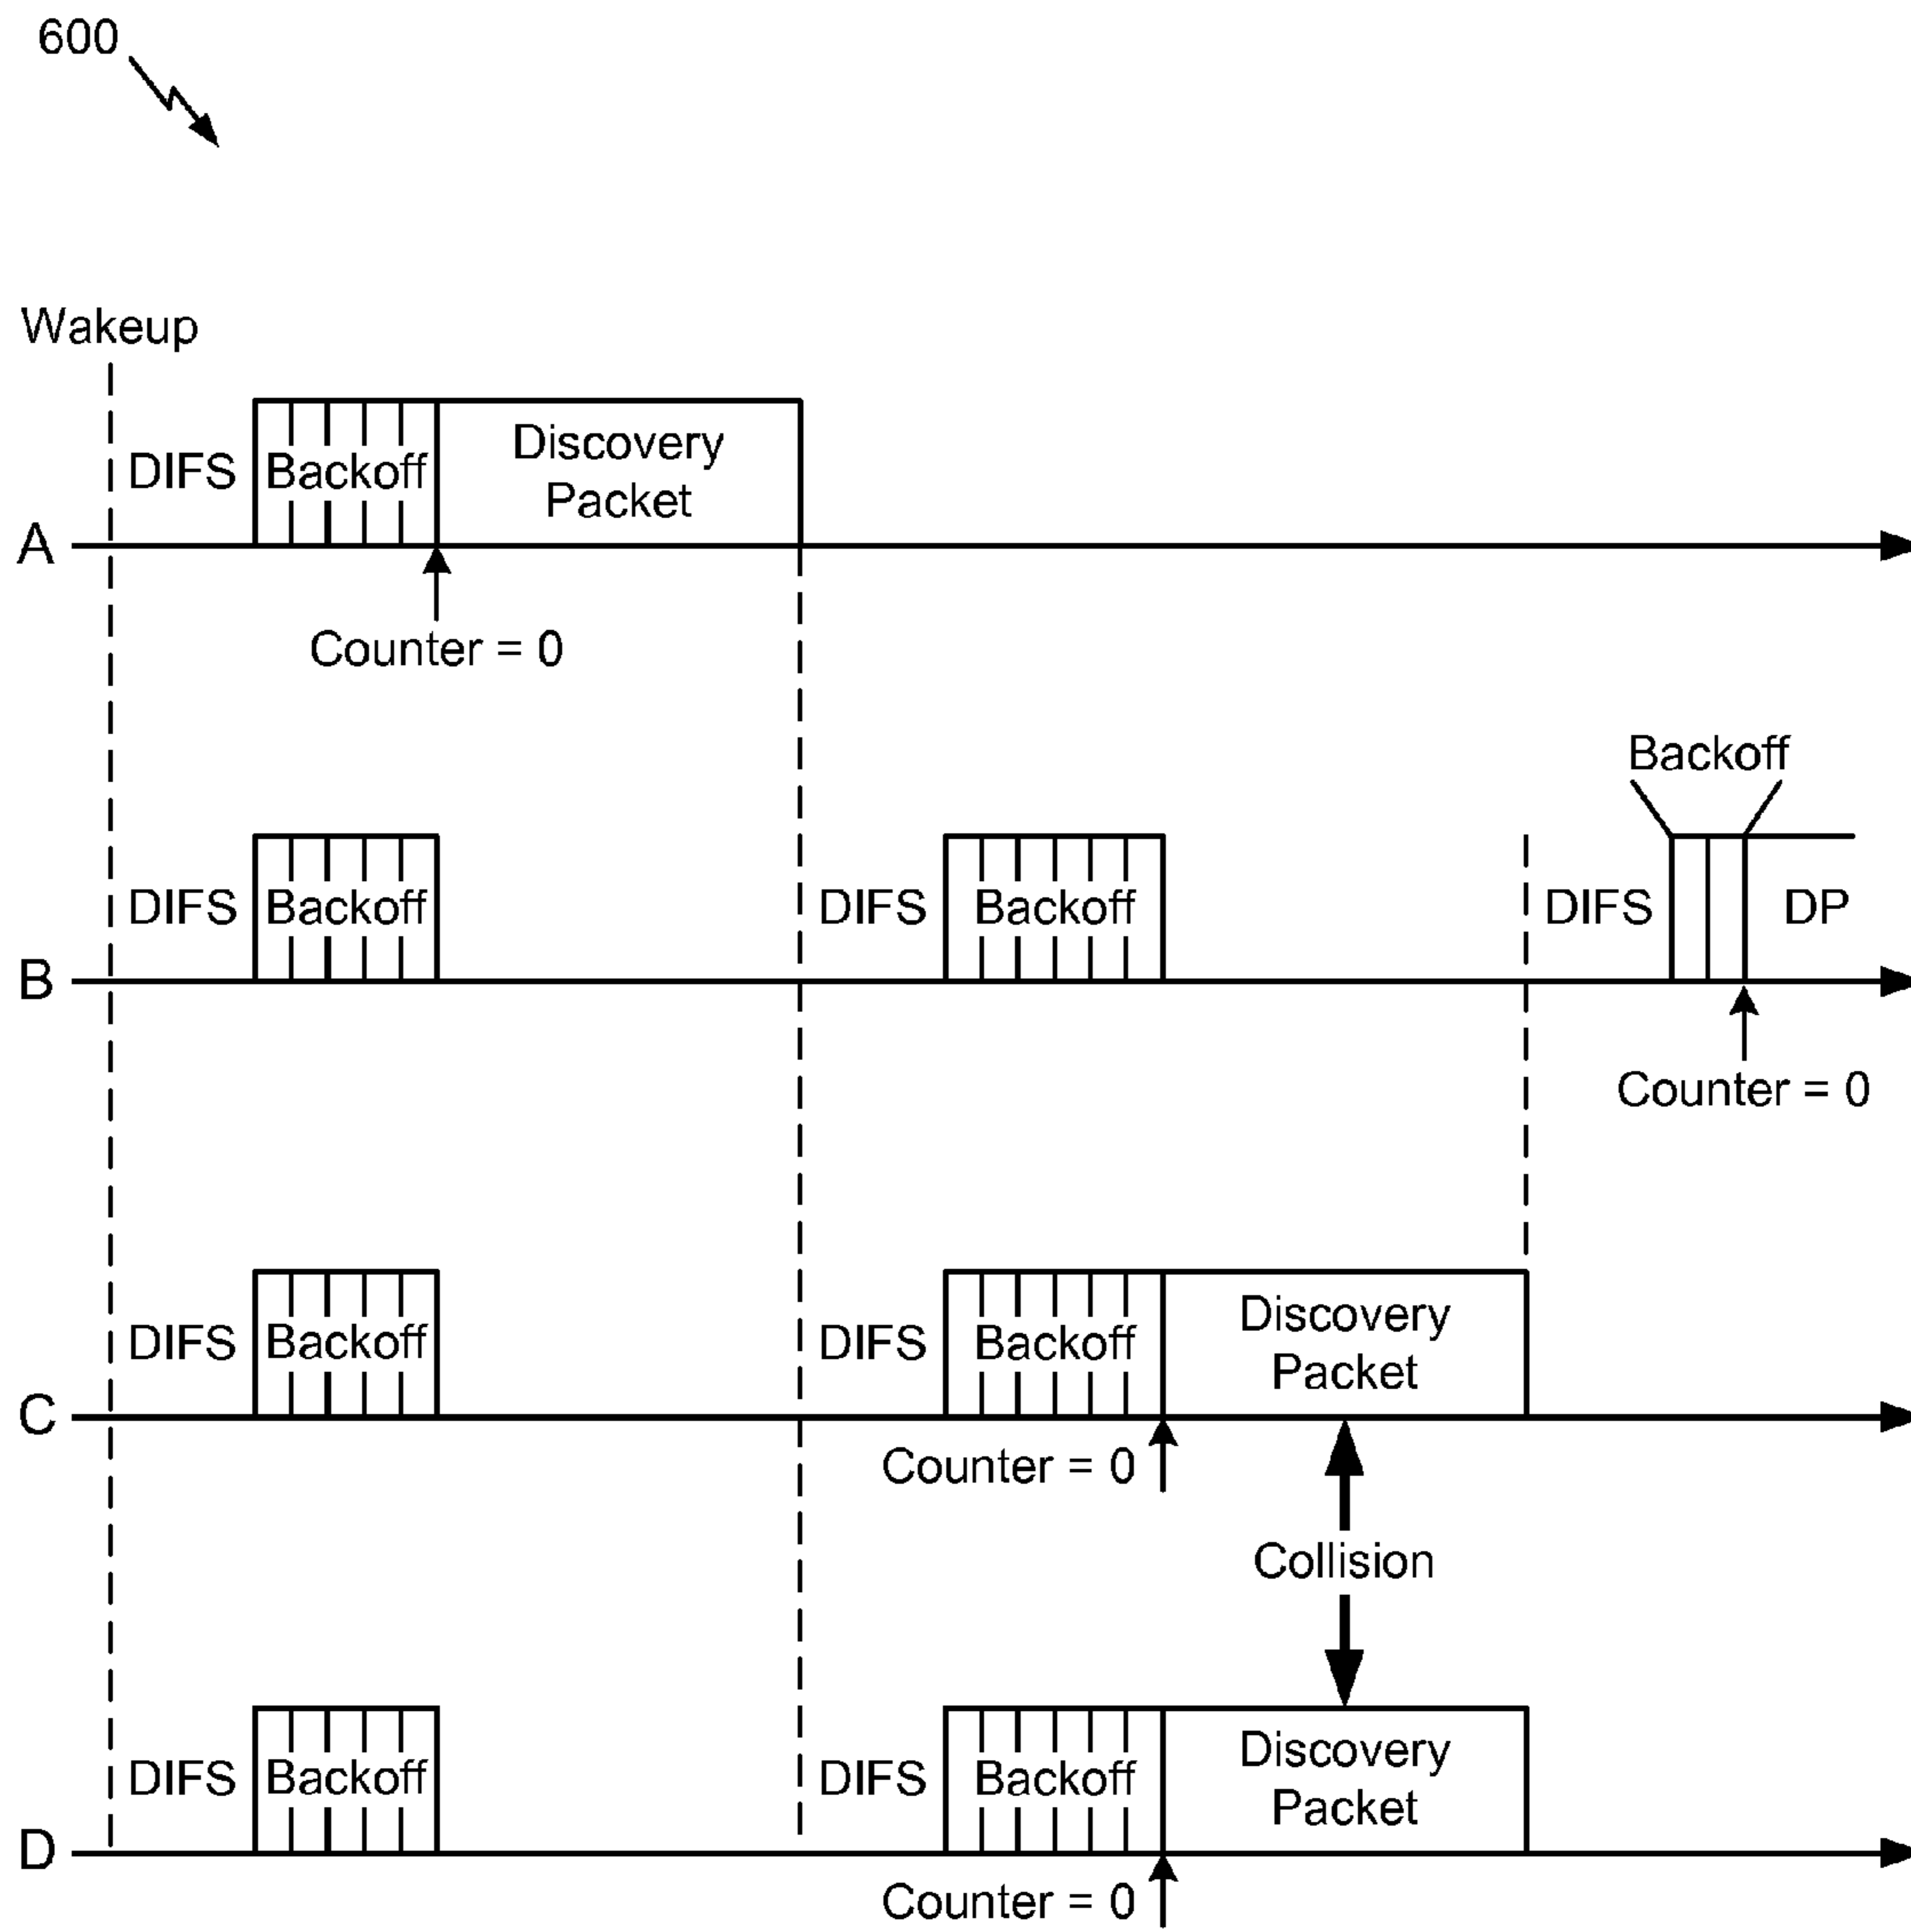 600
Wakeup
DIFS
Backoff
Discovery
Packet
A
Counter = 0
Backoff
DIFS
Backoff
DIFS
Backoff
DIFS
DP
B
Counter = 0
DIFS
Backoff
DIFS
Backoff
Discovery
Packet
C
Counter = 0
Collision
DIFS
Backoff
DIFS
Backoff
Discovery
Packet
D
Counter = 0